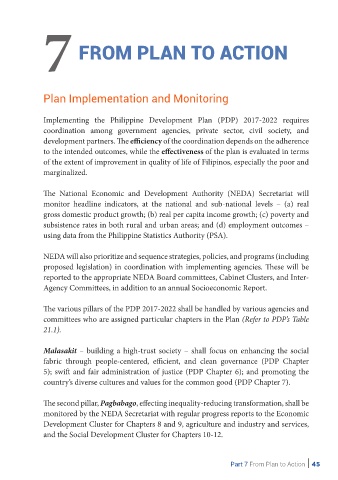 7 FROM PLAN TO ACTION
Plan Implementation and Monitoring
Implementing the Philippine Development Plan (PDP) 2017-2022 requires
coordination among government agencies, private sector, civil society, and
development partners. The efficiency of the coordination depends on the adherence
to the intended outcomes, while the effectiveness of the plan is evaluated in terms
of the extent of improvement in quality of life of Filipinos, especially the poor and
marginalized.
The National Economic and Development Authority (NEDA) Secretariat will
monitor headline indicators, at the national and sub-national levels – (a) real
gross domestic product growth; (b) real per capita income growth; (c) poverty and
subsistence rates in both rural and urban areas; and (d) employment outcomes –
using data from the Philippine Statistics Authority (PSA).
NEDA will also prioritize and sequence strategies, policies, and programs (including
proposed legislation) in coordination with implementing agencies. These will be
reported to the appropriate NEDA Board committees, Cabinet Clusters, and Inter-
Agency Committees, in addition to an annual Socioeconomic Report.
The various pillars of the PDP 2017-2022 shall be handled by various agencies and
committees who are assigned particular chapters in the Plan (Refer to PDP's Table
21.1).
Malasakit – building a high-trust society – shall focus on enhancing the social
fabric through people-centered, efficient, and clean governance (PDP Chapter
5); swift and fair administration of justice (PDP Chapter 6); and promoting the
country's diverse cultures and values for the common good (PDP Chapter 7).
The second pillar, Pagbabago, effecting inequality-reducing transformation, shall be
monitored by the NEDA Secretariat with regular progress reports to the Economic
Development Cluster for Chapters 8 and 9, agriculture and industry and services,
and the Social Development Cluster for Chapters 10-12.
Part 7 From Plan to Action | 45